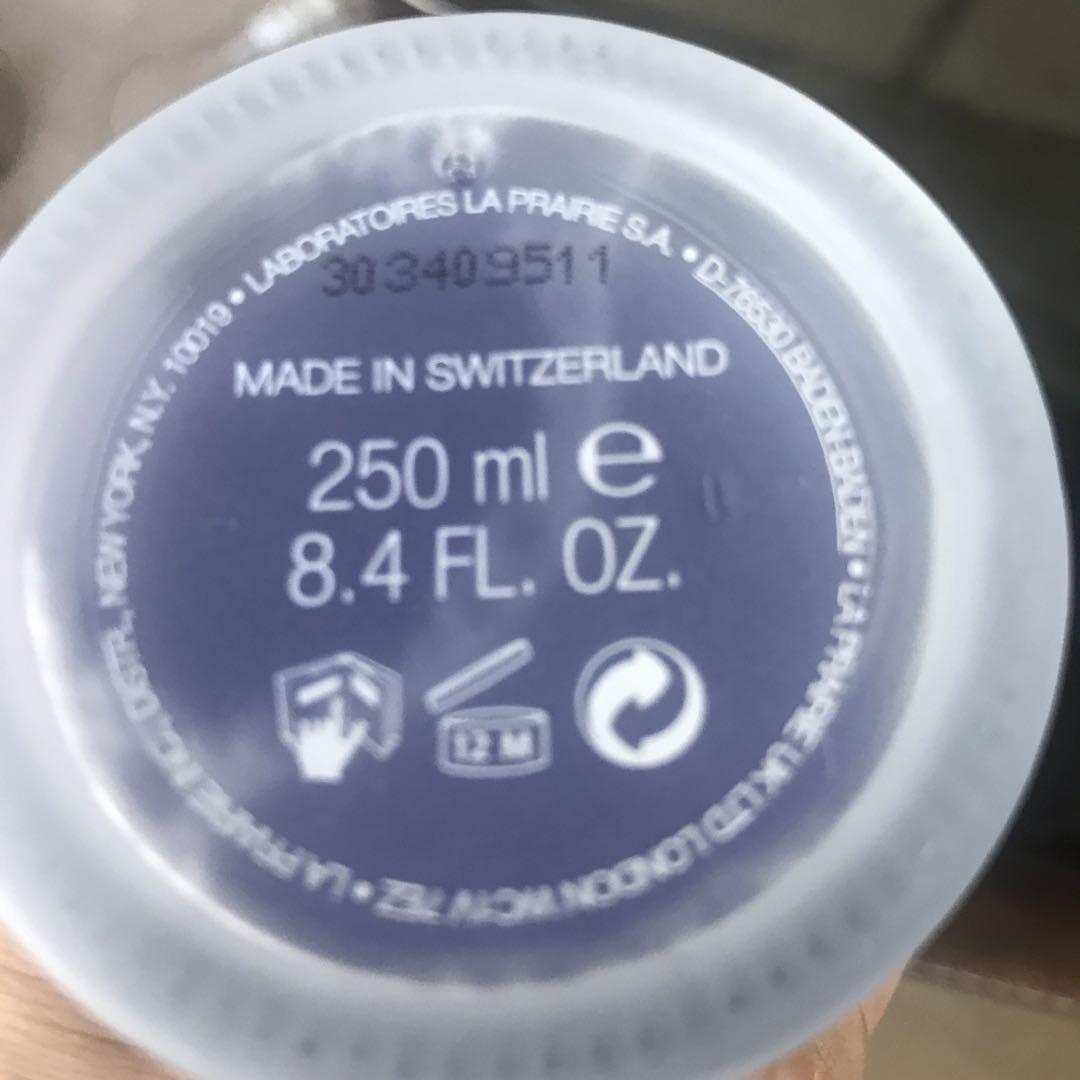 LABORATOIRES LA PRAIRIE S.A. • D-76530 BADEN-BADEN • LA PRAIRIE UK LTD LONDON WC1V 7EZ • LA PRAIRIE INC., DISTR., NEW YORK, N.Y. 10019 •
303409511
MADE IN SWITZERLAND
250 ml ℮
8.4 FL. OZ.
12 M